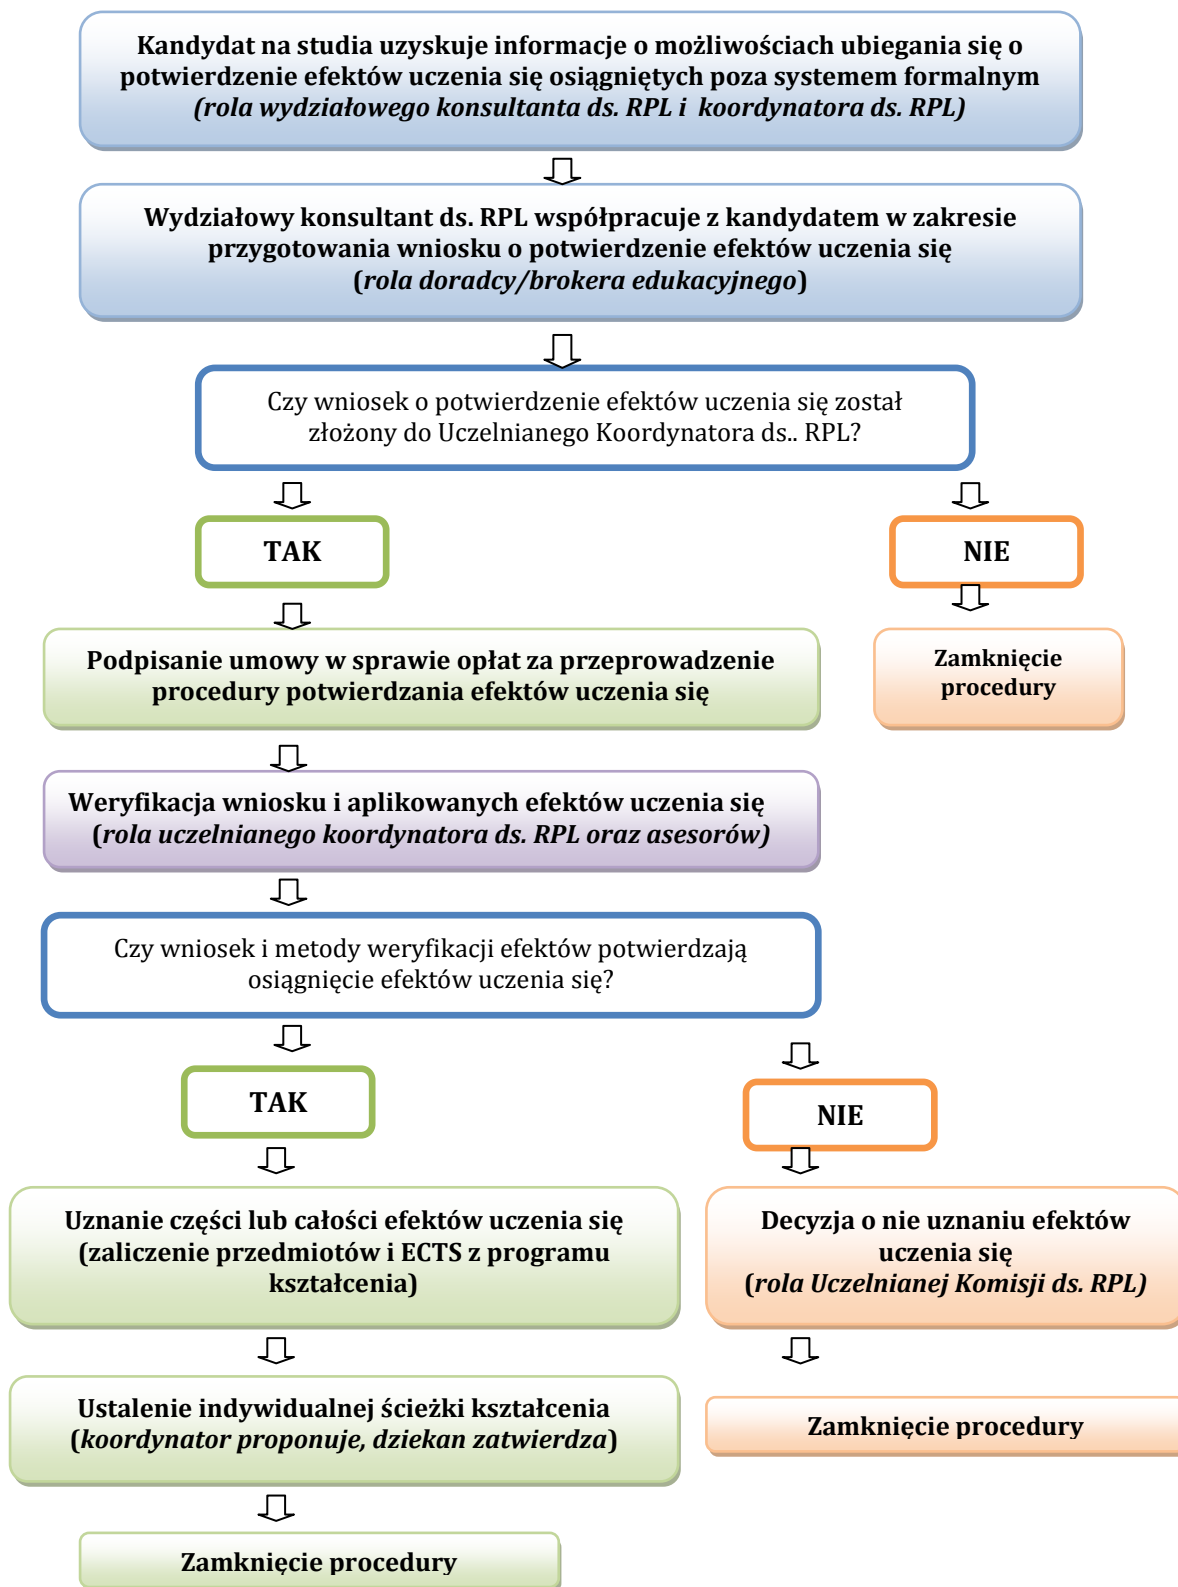 Kandydat na studia uzyskuje informacje o możliwościach ubiegania się o
potwierdzenie efektów uczenia się osiągniętych poza systemem formalnym
(rola wydziałowego konsultanta ds. RPL i koordynatora ds. RPL)
Wydziałowy konsultant ds. RPL współpracuje z kandydatem w zakresie
przygotowania wniosku o potwierdzenie efektów uczenia się
(rola doradcy/brokera edukacyjnego)
Czy wniosek o potwierdzenie efektów uczenia się został
złożony do Uczelnianego Koordynatora ds.. RPL?
TAK
NIE
Podpisanie umowy w sprawie opłat za przeprowadzenie
procedury potwierdzania efektów uczenia się
Zamknięcie
procedury
Weryfikacja wniosku i aplikowanych efektów uczenia się
(rola uczelnianego koordynatora ds. RPL oraz asesorów)
Czy wniosek i metody weryfikacji efektów potwierdzają
osiągnięcie efektów uczenia się?
TAK
NIE
Uznanie części lub całości efektów uczenia się
(zaliczenie przedmiotów i ECTS z programu
kształcenia)
Decyzja o nie uznaniu efektów
uczenia się
(rola Uczelnianej Komisji ds. RPL)
Ustalenie indywidualnej ścieżki kształcenia
(koordynator proponuje, dziekan zatwierdza)
Zamknięcie procedury
Zamknięcie procedury